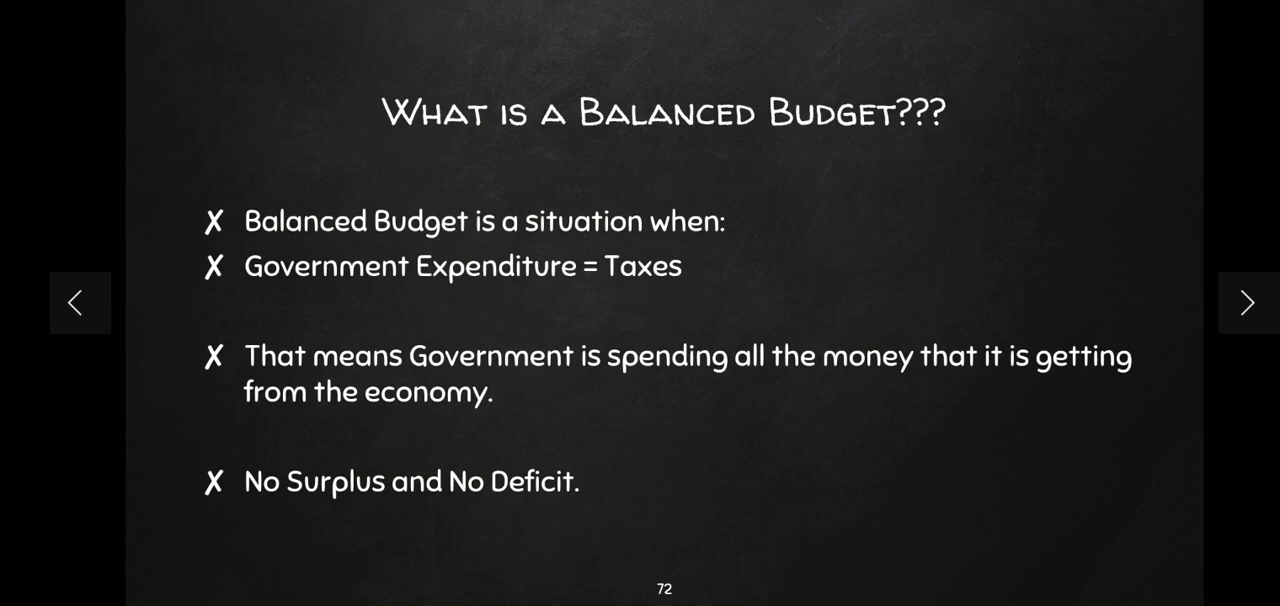 What is a Balanced Budget???
✗ Balanced Budget is a situation when:
✗ Government Expenditure = Taxes
✗ That means Government is spending all the money that it is getting
from the economy.
✗ No Surplus and No Deficit.
72